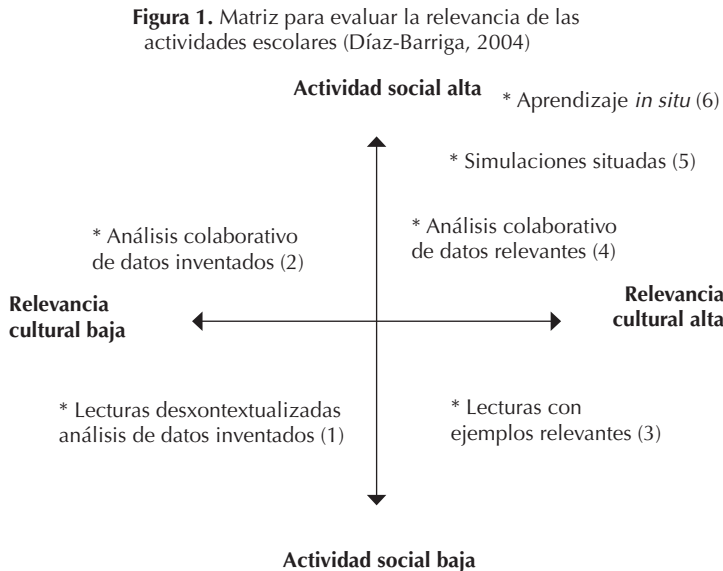 Figura 1. Matriz para evaluar la relevancia de las
actividades escolares (Díaz-Barriga, 2004)
Actividad social alta
* Aprendizaje in situ (6)
* Simulaciones situadas (5)
* Análisis colaborativo
de datos inventados (2)
* Análisis colaborativo
de datos relevantes (4)
Relevancia
cultural baja
Relevancia
cultural alta
* Lecturas desxontextualizadas
análisis de datos inventados (1)
* Lecturas con
ejemplos relevantes (3)
Actividad social baja